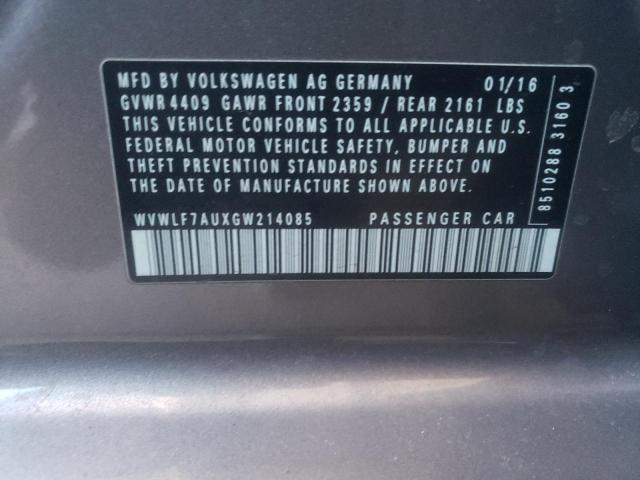 MFD BY VOLKSWAGEN AG GERMANY 01/16
GVWR 4409 GAWR FRONT 2359 / REAR 2161 LBS
THIS VEHICLE CONFORMS TO ALL APPLICABLE U.S.
FEDERAL MOTOR VEHICLE SAFETY, BUMPER AND
THEFT PREVENTION STANDARDS IN EFFECT ON
THE DATE OF MANUFACTURE SHOWN ABOVE.
WVWLF7AUXGW214085 PASSENGER CAR
8510288 3160 3